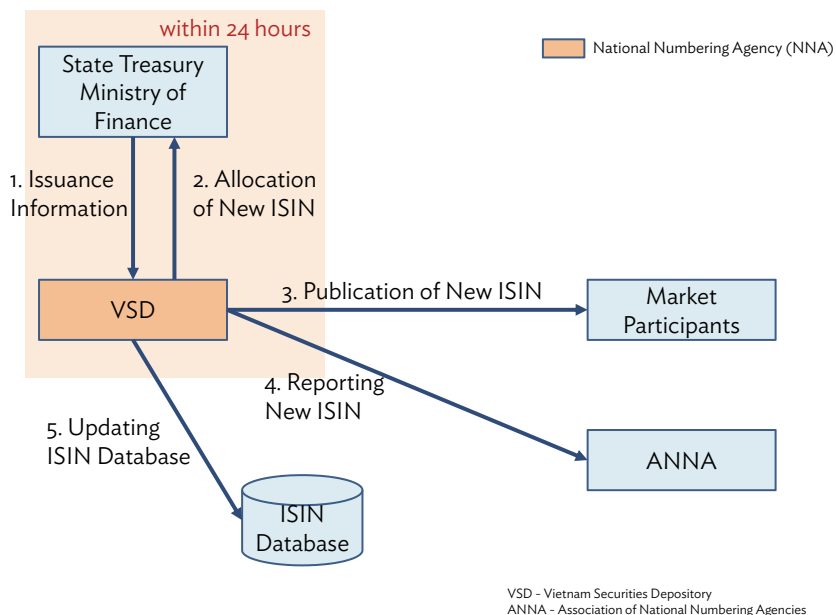 within 24 hours
National Numbering Agency (NNA)
State Treasury
Ministry of
Finance
1. Issuance
Information
2. Allocation
of New ISIN
VSD
3. Publication of New ISIN
Market
Participants
4. Reporting
New ISIN
5. Updating
ISIN Database
ANNA
ISIN
Database
VSD - Vietnam Securities Depository
ANNA - Association of National Numbering Agencies